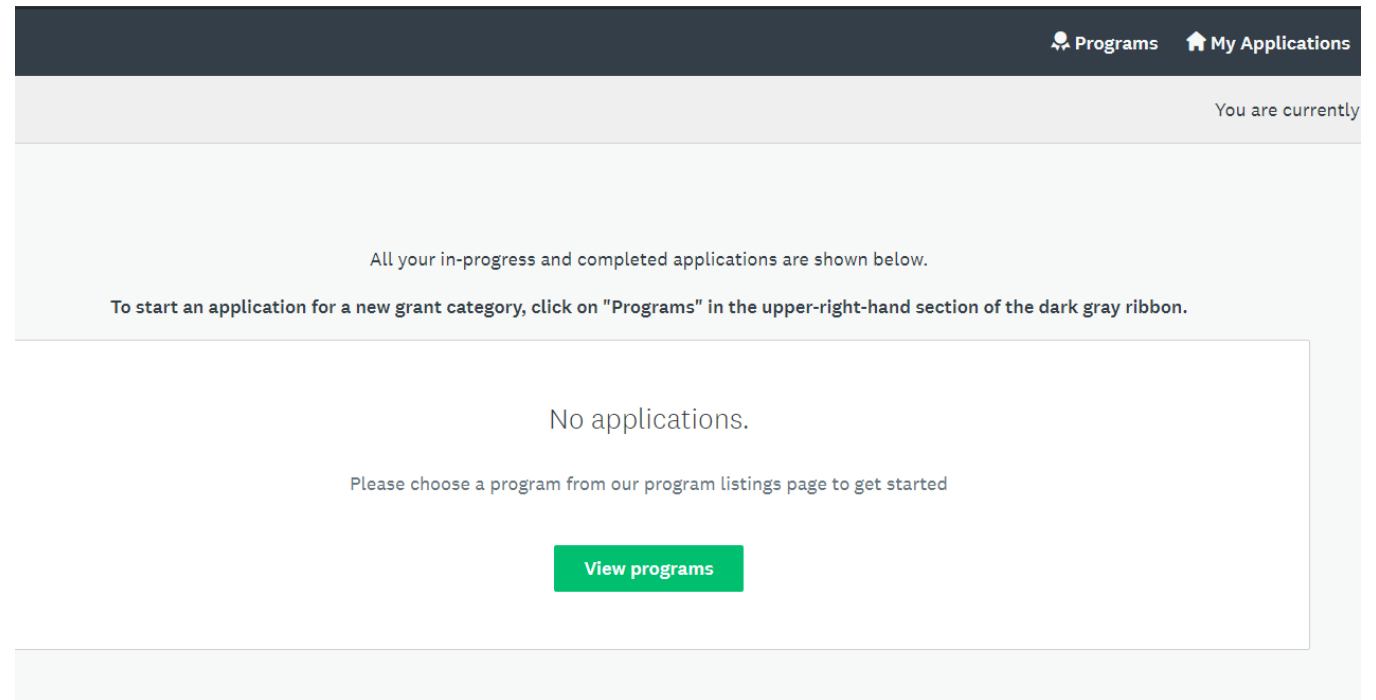 Programs My Applications
You are currently
All your in-progress and completed applications are shown below.
To start an application for a new grant category, click on "Programs" in the upper-right-hand section of the dark gray ribbon.
No applications.
Please choose a program from our program listings page to get started
View programs